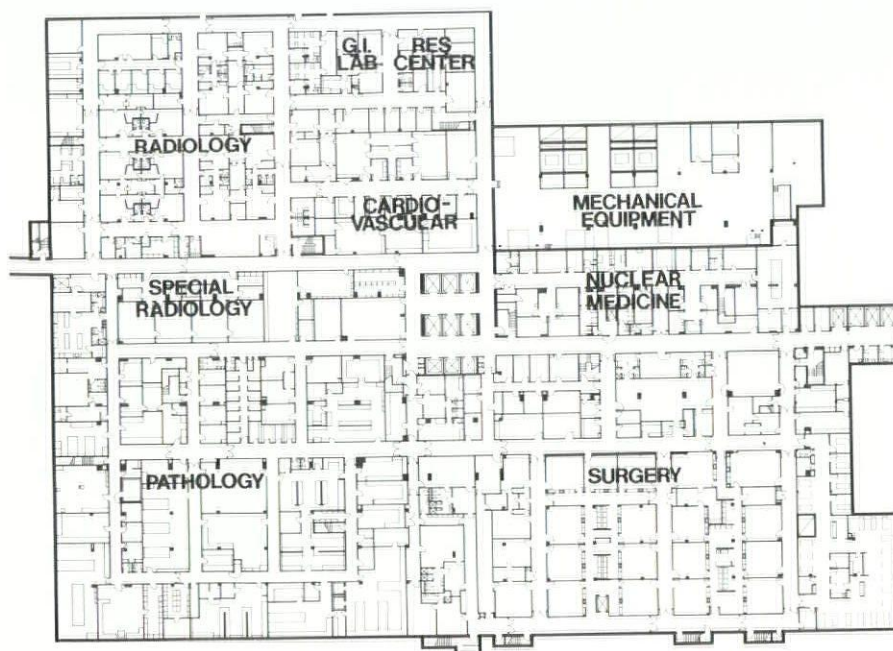 G.I.
LAB
RES
CENTER
RADIOLOGY
CARDIO-
VASCULAR
MECHANICAL
EQUIPMENT
SPECIAL
RADIOLOGY
NUCLEAR
MEDICINE
PATHOLOGY
SURGERY